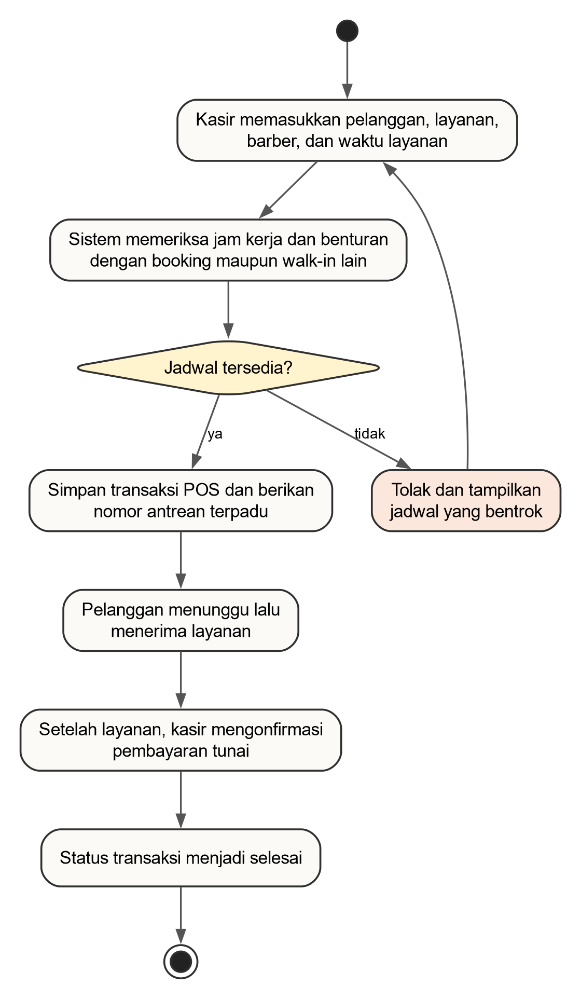 Kasir memasukkan pelanggan, layanan,
barber, dan waktu layanan
Sistem memeriksa jam kerja dan benturan
dengan booking maupun walk-in lain
Jadwal tersedia?
ya
tidak
Simpan transaksi POS dan berikan
nomor antrean terpadu
Tolak dan tampilkan
jadwal yang bentrok
Pelanggan menunggu lalu
menerima layanan
Setelah layanan, kasir mengonfirmasi
pembayaran tunai
Status transaksi menjadi selesai